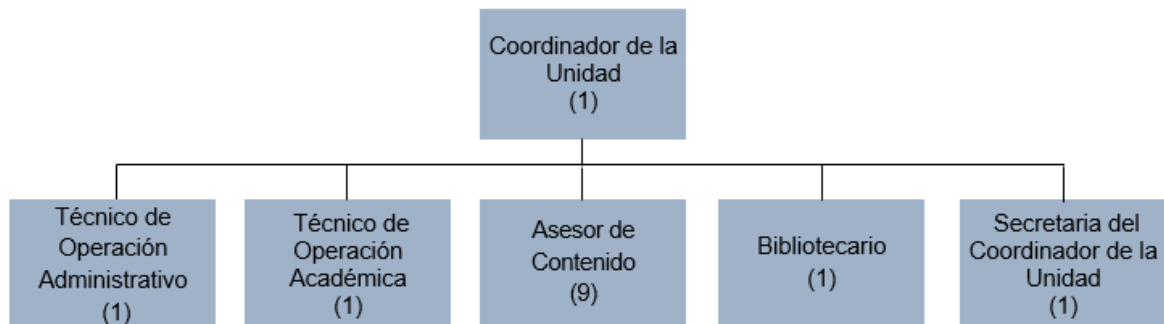 Coordinador de la
Unidad
(1)
Técnico de
Operación
Administrativo
(1)
Técnico de
Operación
Académica
(1)
Asesor de
Contenido
(9)
Bibliotecario
(1)
Secretaria del
Coordinador de la
Unidad
(1)